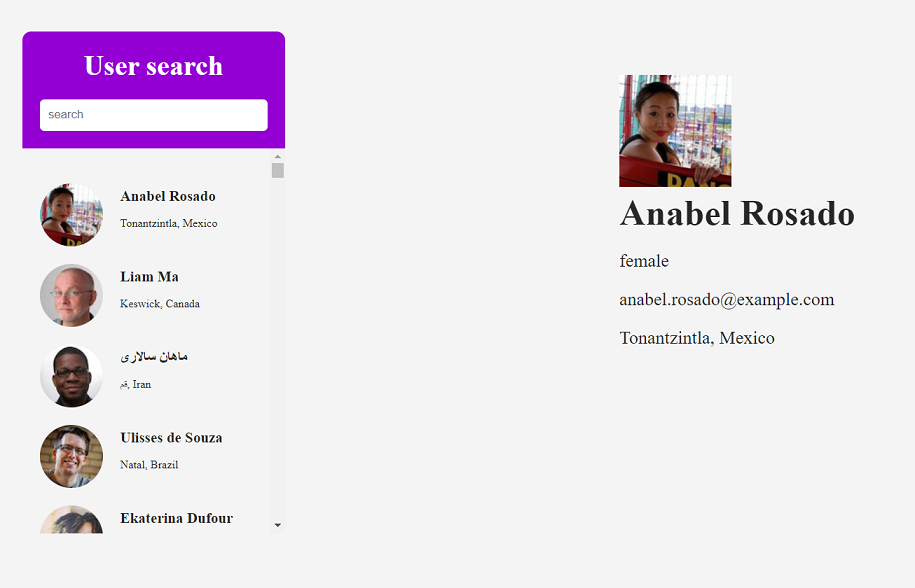 User search
search
Anabel Rosado
Tonantzintla, Mexico
Liam Ma
Keswick, Canada
ماهان سالاری
قم, Iran
Ulisses de Souza
Natal, Brazil
Ekaterina Dufour
Anabel Rosado
female
anabel.rosado@example.com
Tonantzintla, Mexico